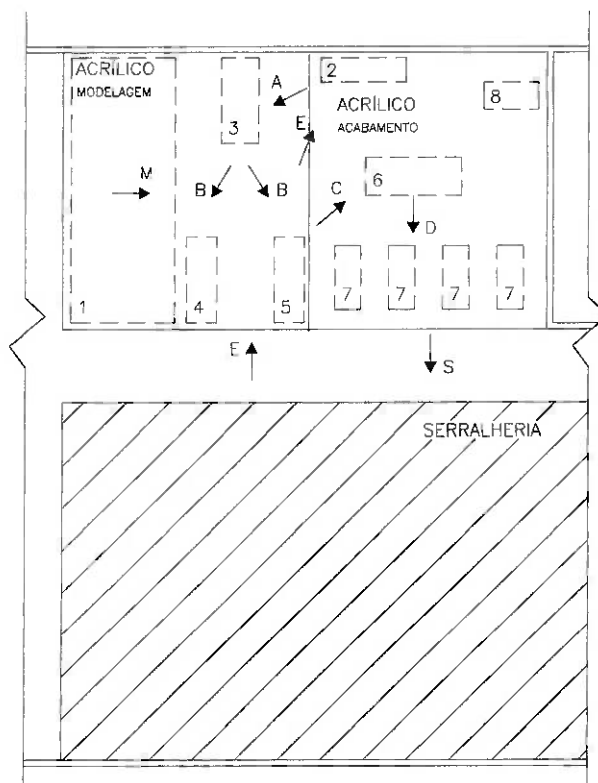 ACRÍLICO
MODELAGEM
A
3
2
ACRÍLICO
ACABAMENTO
8
E
M
B
B
C
6
D
1
4
5
7
7
7
7
E
S
SERRALHERIA